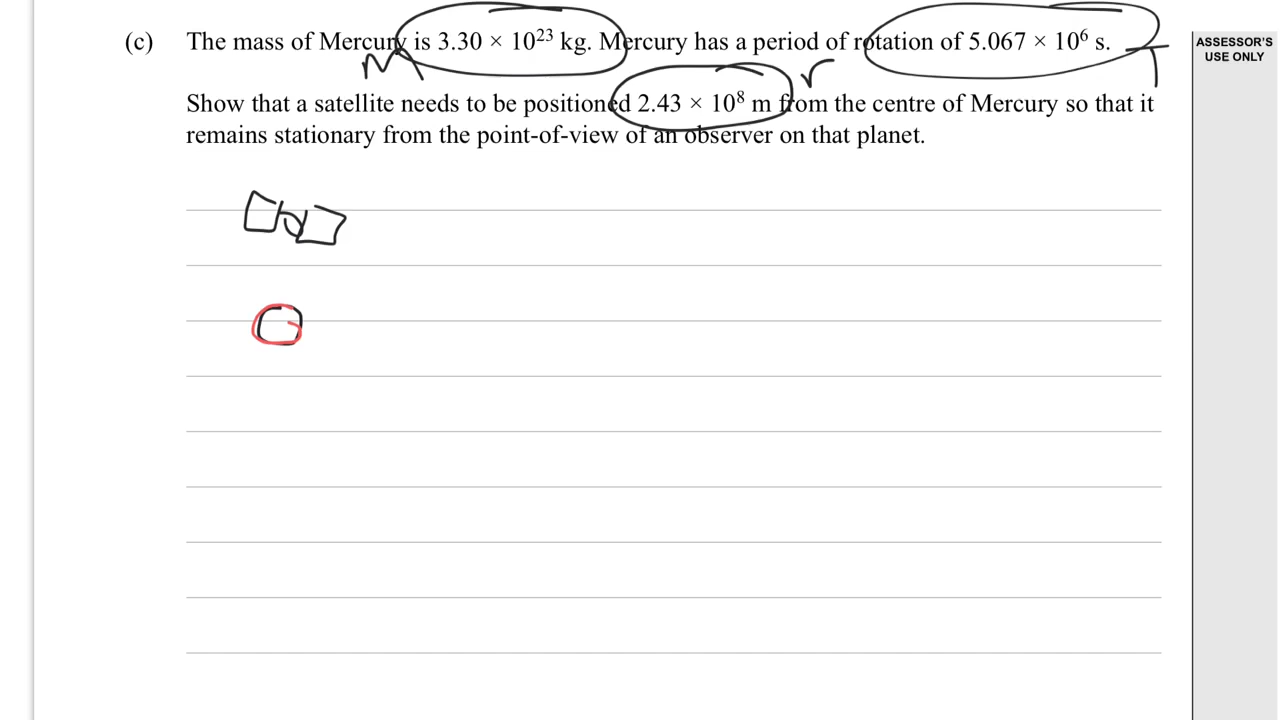 (c) The mass of Mercury is 3.30 × 10²³ kg. Mercury has a period of rotation of 5.067 × 10⁶ s.
ASSESSOR'S
USE ONLY
M
r
T
Show that a satellite needs to be positioned 2.43 × 10⁸ m from the centre of Mercury so that it
remains stationary from the point-of-view of an observer on that planet.